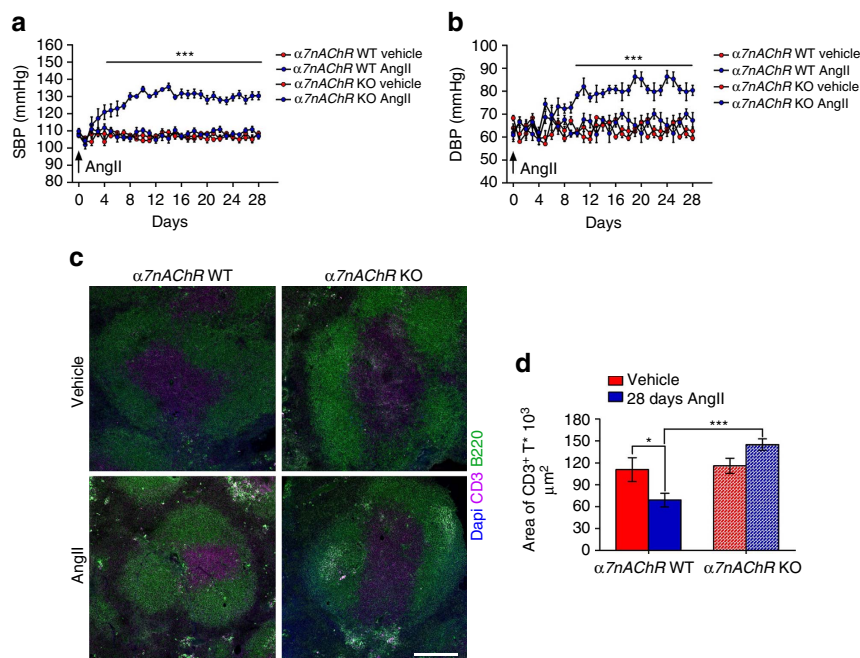 a
SBP (mmHg)
160
150
140
130
120
110
100
90
80
***
AngII
0 4 8 12 16 20 24 28
Days
α7nAChR WT vehicle
α7nAChR WT AngII
α7nAChR KO vehicle
α7nAChR KO AngII
b
DBP (mmHg)
100
90
80
70
60
50
40
***
AngII
0 4 8 12 16 20 24 28
Days
α7nAChR WT vehicle
α7nAChR WT AngII
α7nAChR KO vehicle
α7nAChR KO AngII
c
α7nAChR WT α7nAChR KO
Vehicle
AngII
Dapi CD3 B220
d
Vehicle
28 days AngII
Area of CD3+ T* 10³
μm²
180
150
120
90
60
30
0
*
***
α7nAChR WT α7nAChR KO